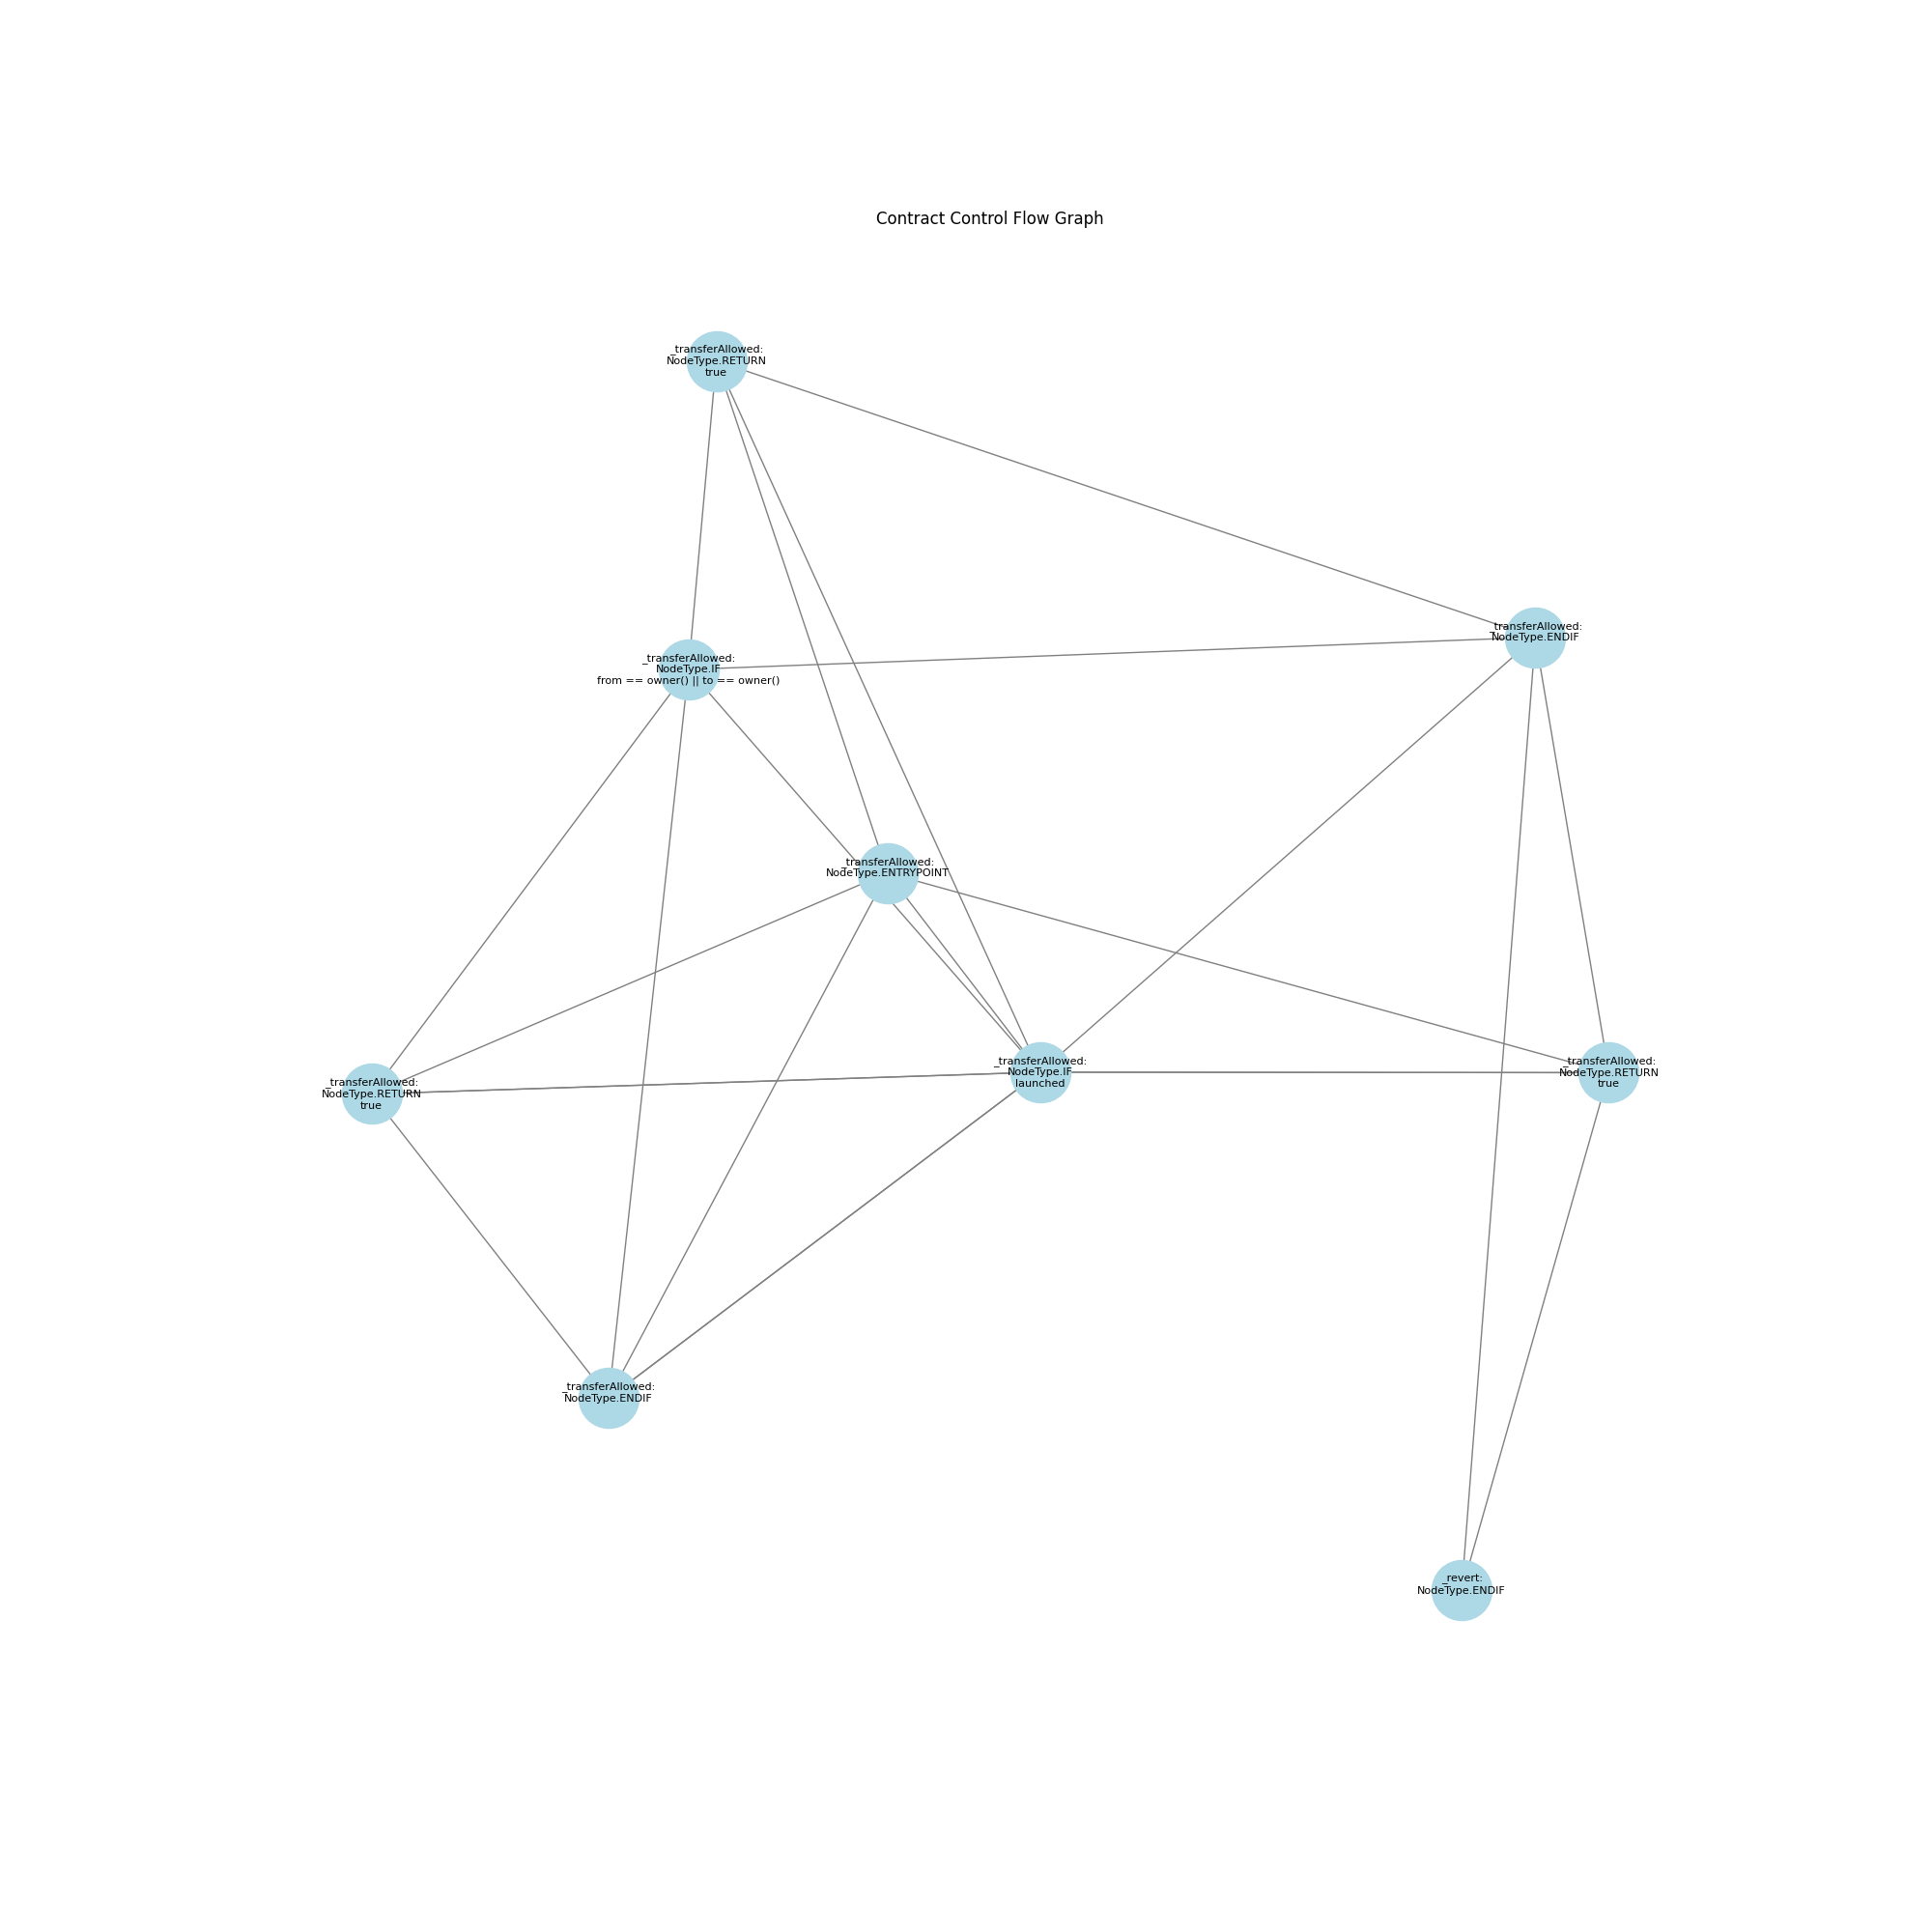 Contract Control Flow Graph
_transferAllowed:
NodeType.RETURN
true
_transferAllowed:
NodeType.ENDIF
_transferAllowed:
NodeType.IF
from == owner() || to == owner()
_transferAllowed:
NodeType.ENTRYPOINT
_transferAllowed:
NodeType.IF
launched
_transferAllowed:
NodeType.RETURN
true
_transferAllowed:
NodeType.RETURN
true
_transferAllowed:
NodeType.ENDIF
_revert:
NodeType.ENDIF